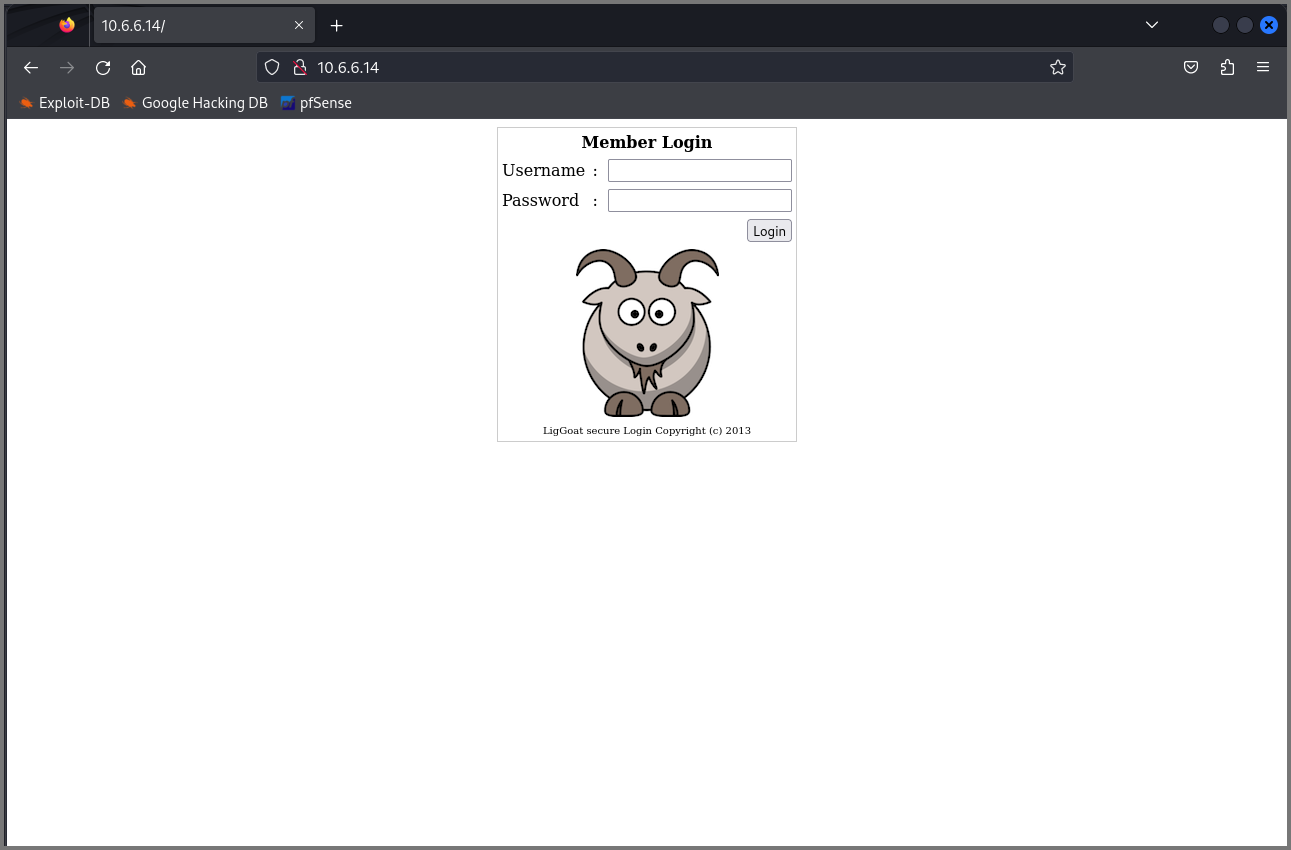 10.6.6.14/
10.6.6.14
Exploit-DB Google Hacking DB pfSense
Member Login
Username :
Password :
Login
LigGoat secure Login Copyright (c) 2013